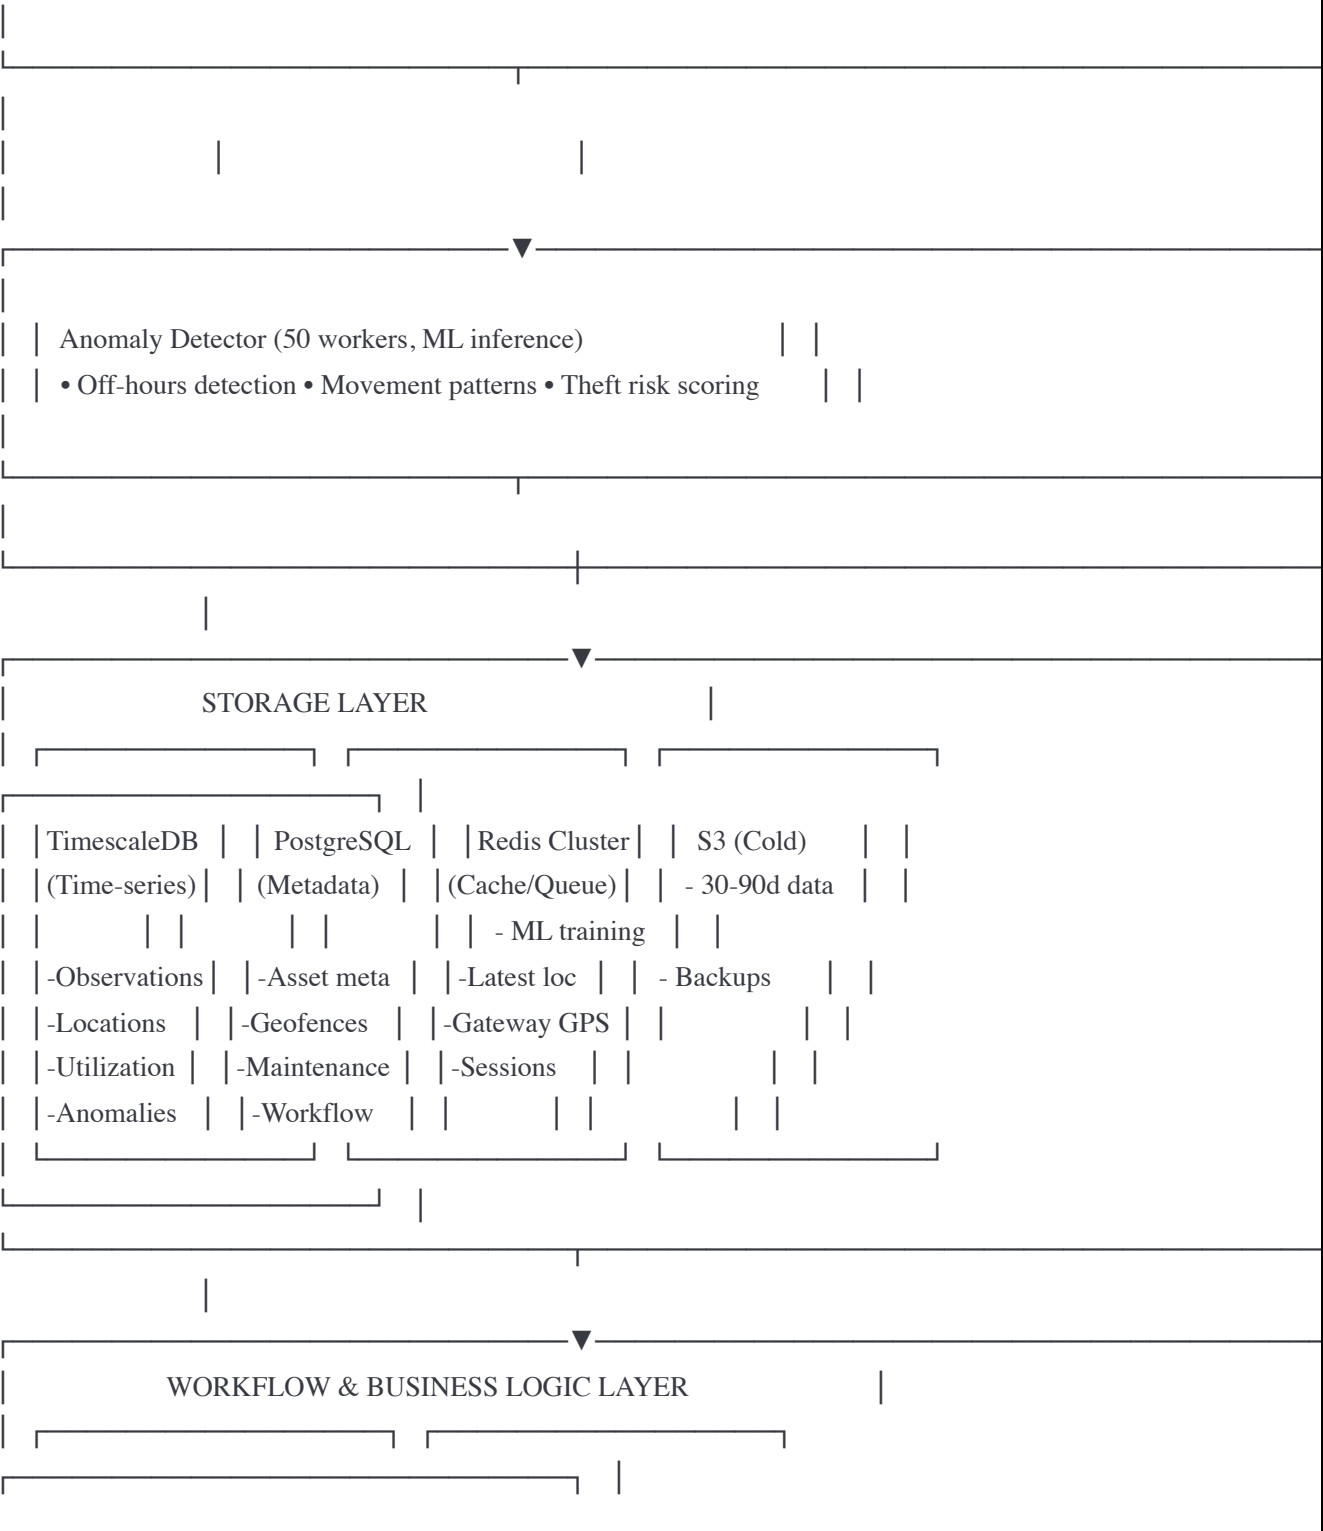 Anomaly Detector (50 workers, ML inference)
• Off-hours detection • Movement patterns • Theft risk scoring
STORAGE LAYER
TimescaleDB PostgreSQL Redis Cluster S3 (Cold)
(Time-series) (Metadata) (Cache/Queue) - 30-90d data
- ML training
-Observations -Asset meta -Latest loc - Backups
-Locations -Geofences -Gateway GPS
-Utilization -Maintenance -Sessions
-Anomalies -Workflow
WORKFLOW & BUSINESS LOGIC LAYER